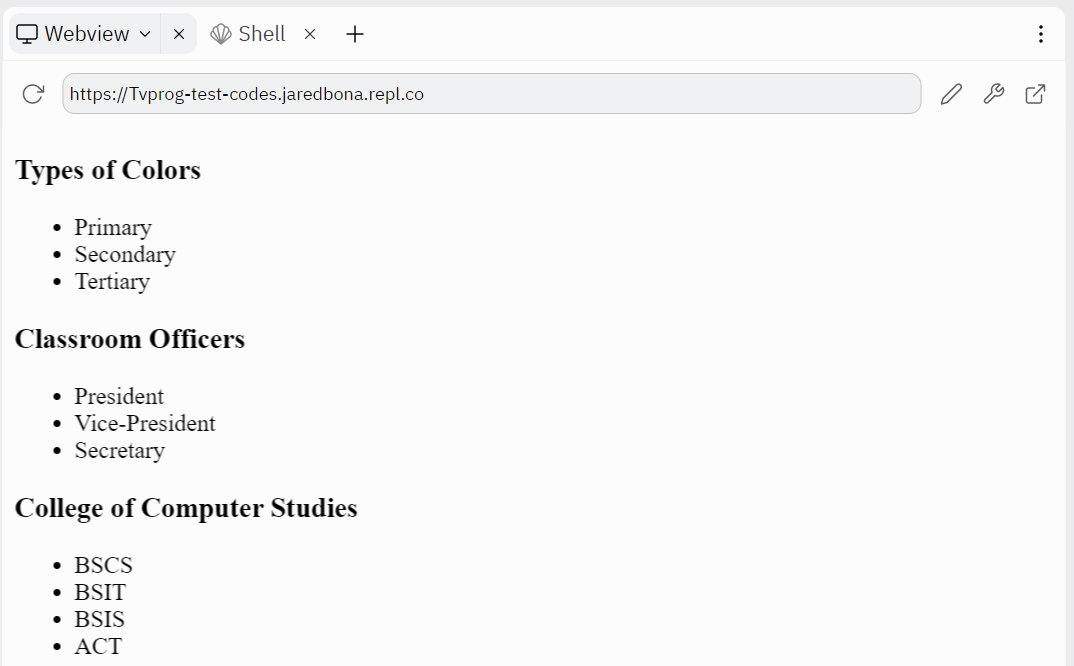 Webview
Shell
https://Tvprog-test-codes.jaredbona.repl.co
Types of Colors
Primary
Secondary
Tertiary
Classroom Officers
President
Vice-President
Secretary
College of Computer Studies
BSCS
BSIT
BSIS
ACT